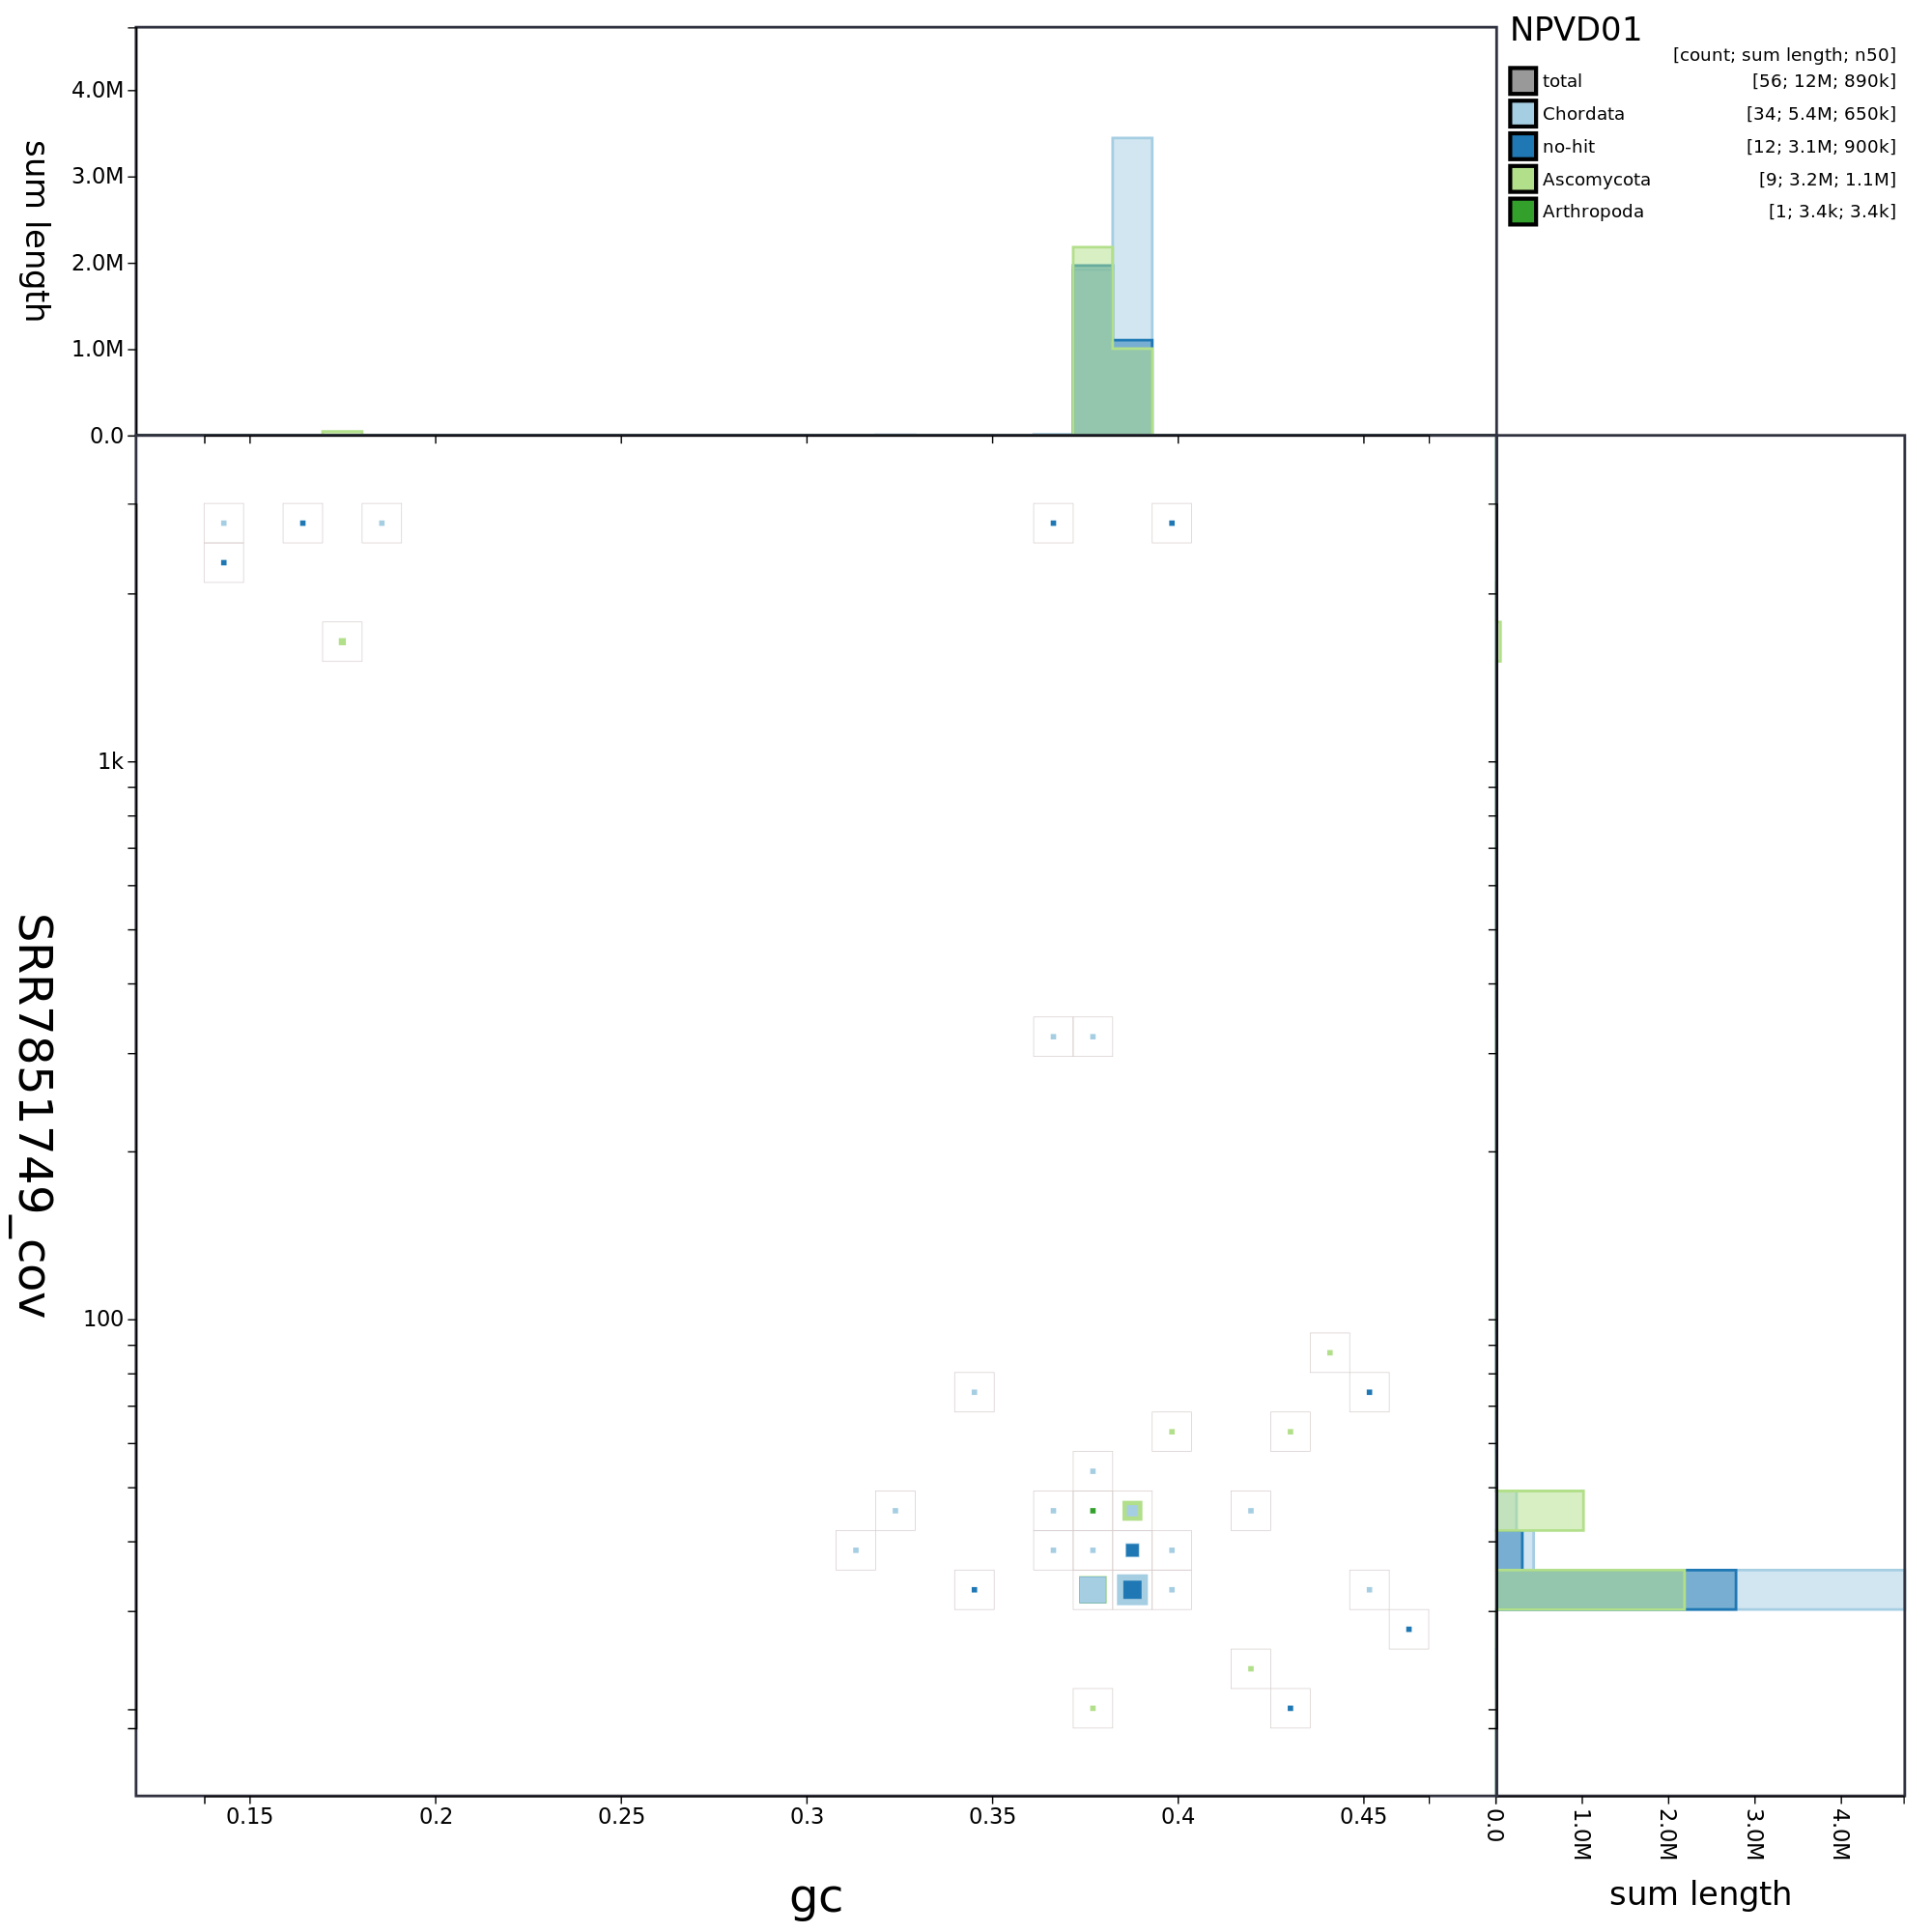 NPVD01
[count; sum length; n50]
total [56; 12M; 890k]
Chordata [34; 5.4M; 650k]
no-hit [12; 3.1M; 900k]
Ascomycota [9; 3.2M; 1.1M]
Arthropoda [1; 3.4k; 3.4k]
sum length
4.0M
3.0M
2.0M
1.0M
0.0
SRR7851749_cov
1k
100
0.15 0.2 0.25 0.3 0.35 0.4 0.45
gc
0.0 1.0M 2.0M 3.0M 4.0M
sum length